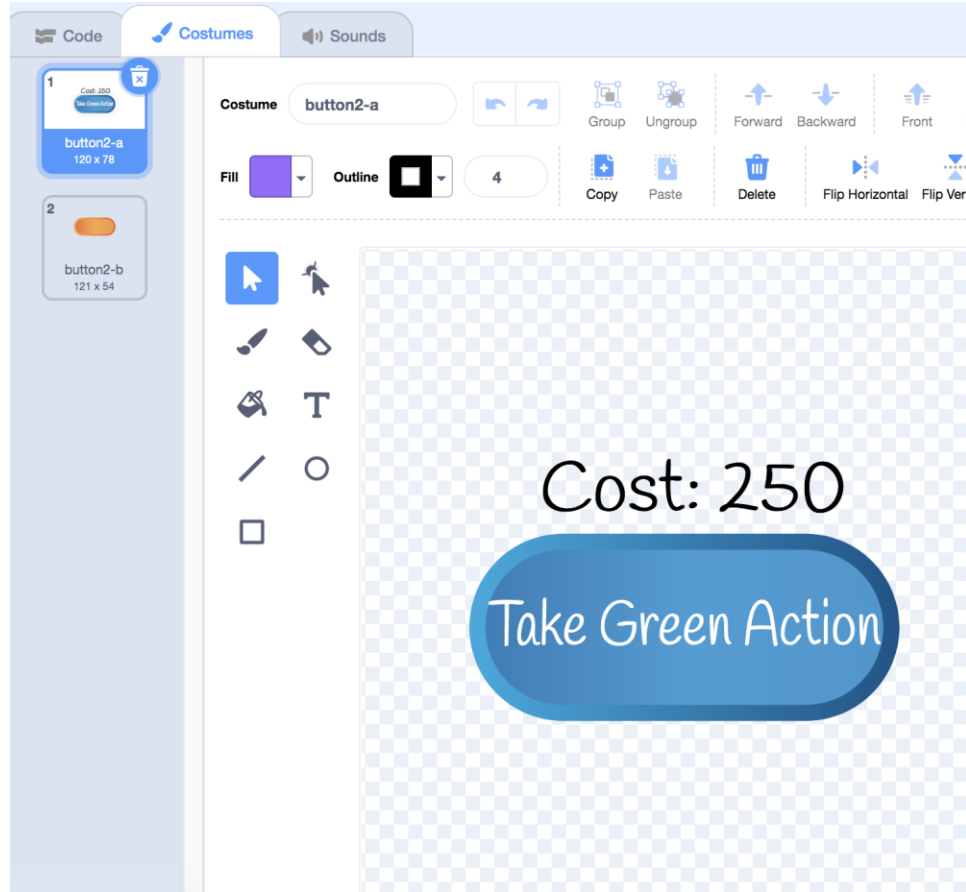 Code
Costumes
Sounds
1
Cost: 250
Take Green Action
button2-a
120 x 78
2
button2-b
121 x 54
Costume
button2-a
Group
Ungroup
Forward
Backward
Front
Fill
Outline
4
Copy
Paste
Delete
Flip Horizontal
Flip Ver
T
Cost: 250
Take Green Action